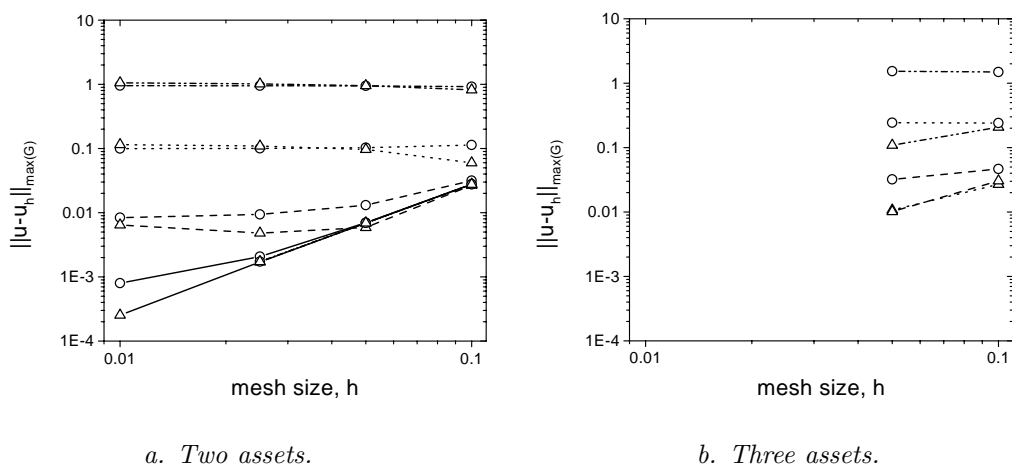 10
1
0.1
0.01
1E-3
1E-4
||u-u_h||_max(G)
0.01
0.1
mesh size, h
a. Two assets.
10
1
0.1
0.01
1E-3
1E-4
||u-u_h||_max(G)
0.01
0.1
mesh size, h
b. Three assets.